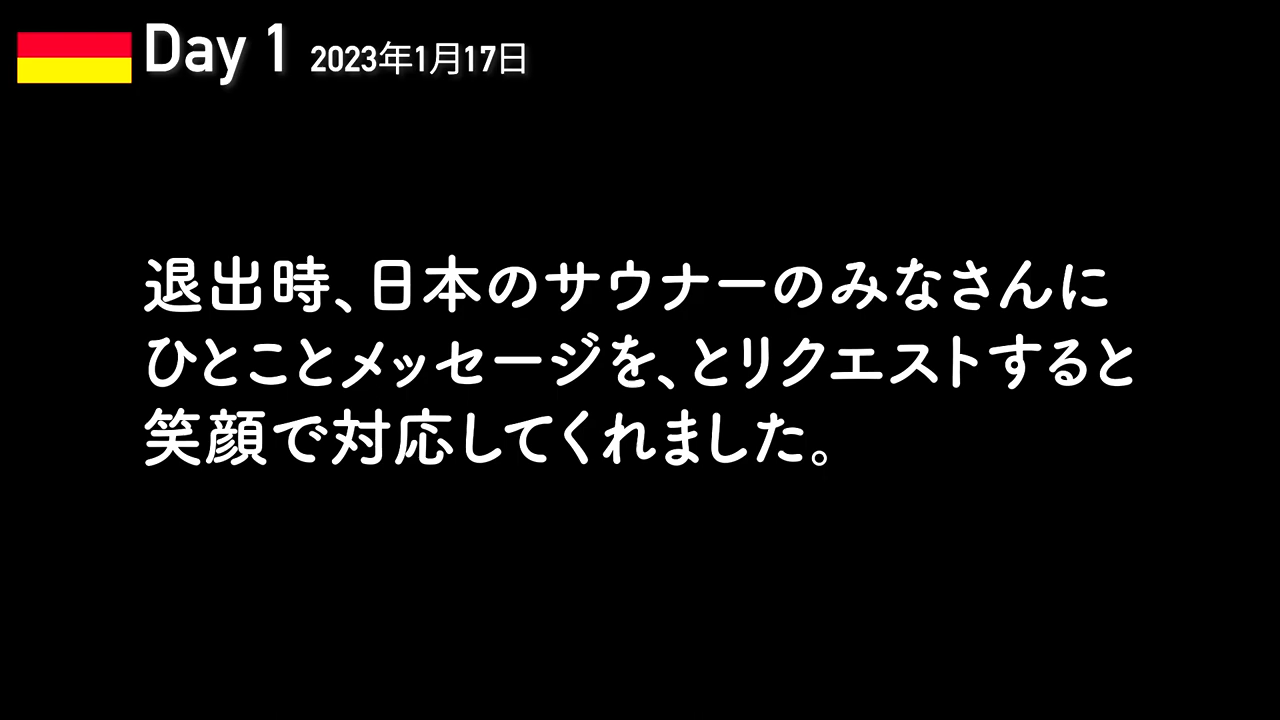 Day 1 2023年1月17日
退出時、日本のサウナーのみなさんに
ひとことメッセージを、とリクエストすると
笑顔で対応してくれました。